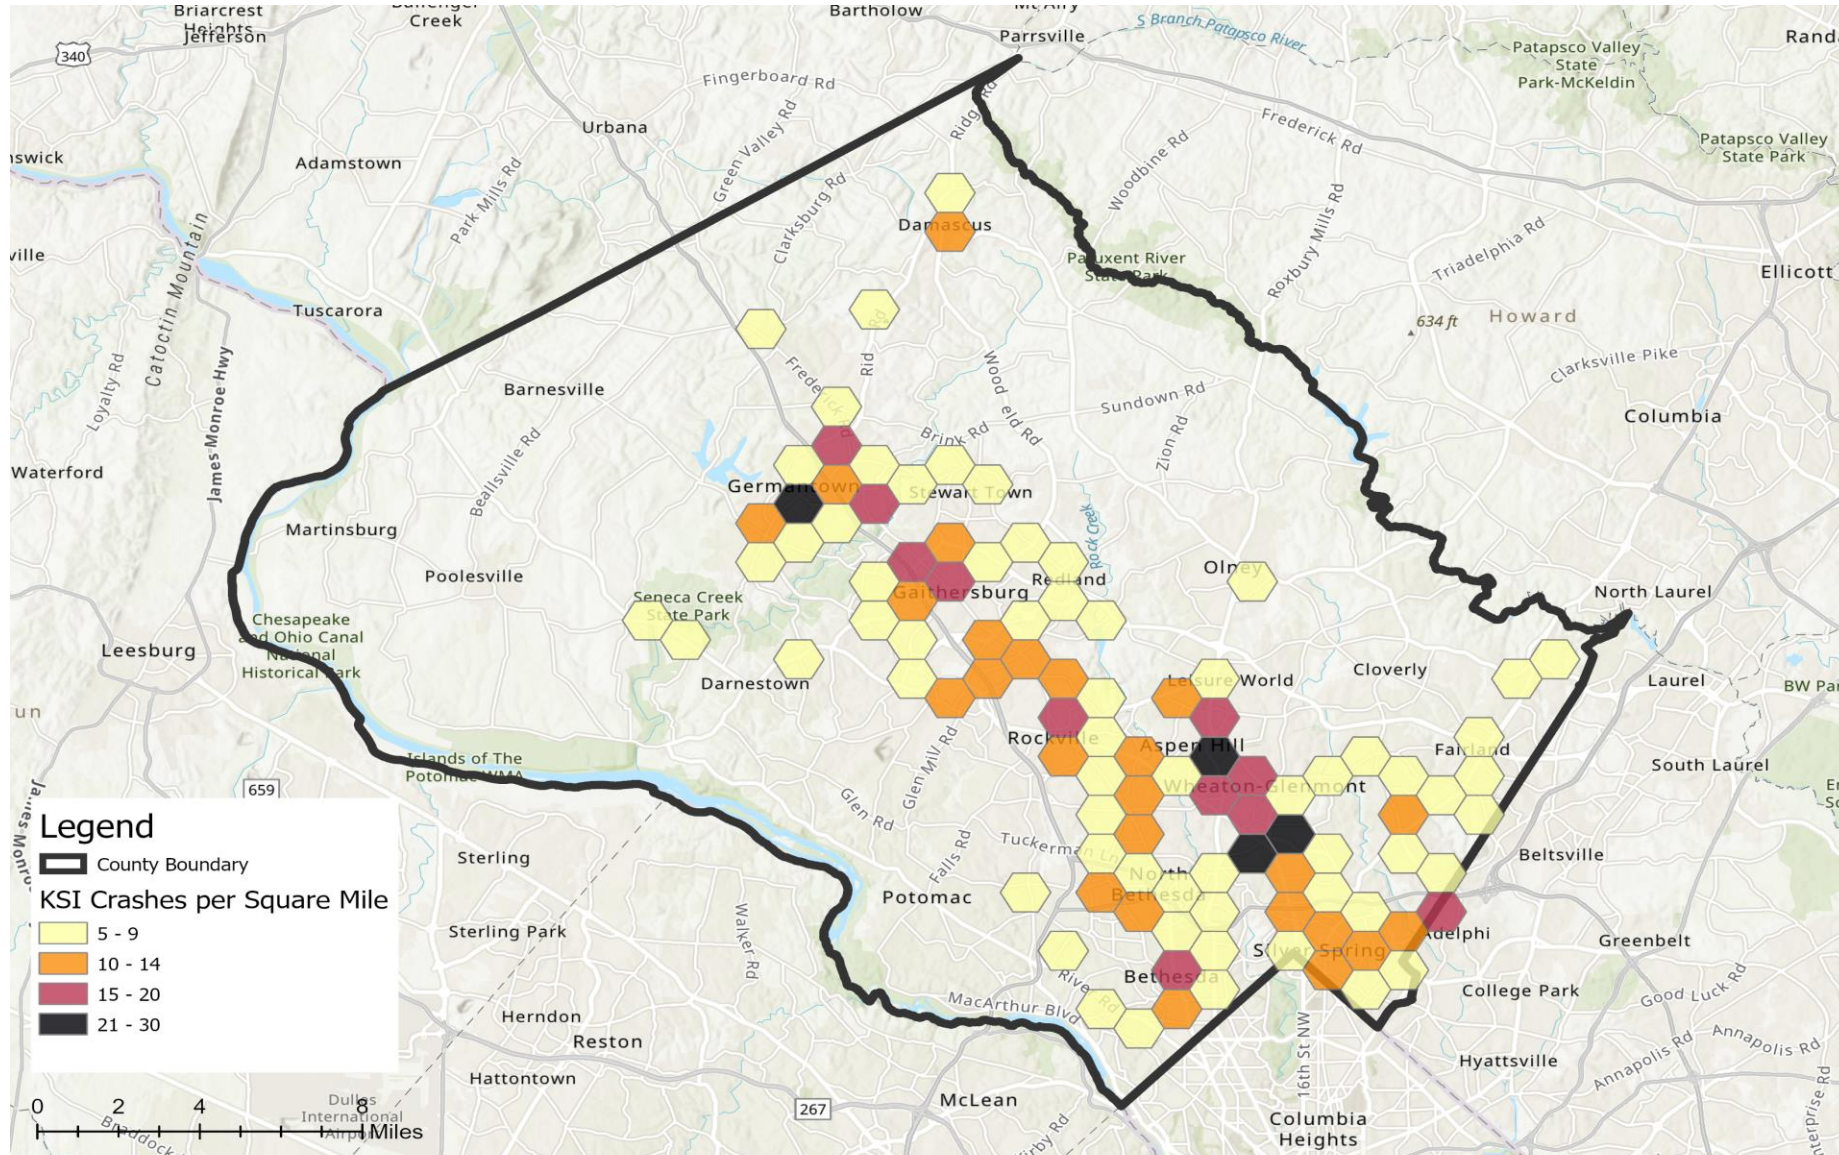 Briarcrest
Heights
Jefferson
340
Creek
Bartholow
Mt Airy
Parrsville
S Branch Patapsco River
Patapsco Valley
State
Park-McKeldin
Fingerboard Rd
Urbana
Green Valley Rd
Frederick Rd
Patapsco Valley
State Park
Adamstown
Park Mills Rd
Clarksburg Rd
Woodbine Rd
Roxbury Mills Rd
Catoctin Mountain
Damascus
Triadelphia Rd
Patuxent River
State Park
Ellicott
Tuscarora
634 ft
Howard
Loyalty Rd
James Monroe Hwy
Barnesville
Frederick Rd
Rid
Rd
Sundown Rd
Clarksville Pike
Columbia
Brink Rd
Zion Rd
Waterford
Beallsville Rd
Germantown
Stewart Town
Martinsburg
Rock Creek
Poolesville
Redland
Olney
Gaithersburg
North Laurel
Seneca Creek
State Park
Chesapeake
and Ohio Canal
National
Historical Park
Leesburg
Darnestown
Leisure World
Cloverly
Laurel
Rockville
Aspen Hill
Fairland
Islands of The
Potomac WMA
Glen Mill Rd
South Laurel
659
Wheaton-Glenmont
Glen Rd
Legend
County Boundary
KSI Crashes per Square Mile
5 - 9
10 - 14
15 - 20
21 - 30
Sterling
Falls Rd
Tuckerman Ln
Beltsville
North
Bethesda
Potomac
Sterling Park
Walker Rd
Adelphi
Greenbelt
Silver Spring
Bethesda
River Rd
College Park
Good Luck Rd
MacArthur Blvd
Herndon
Reston
16th St NW
Hyattsville
Annapolis Rd
Annapolis Rd
Hattontown
McLean
267
Columbia
Heights
Dulles
International
Airport
0 2 4 8
Miles